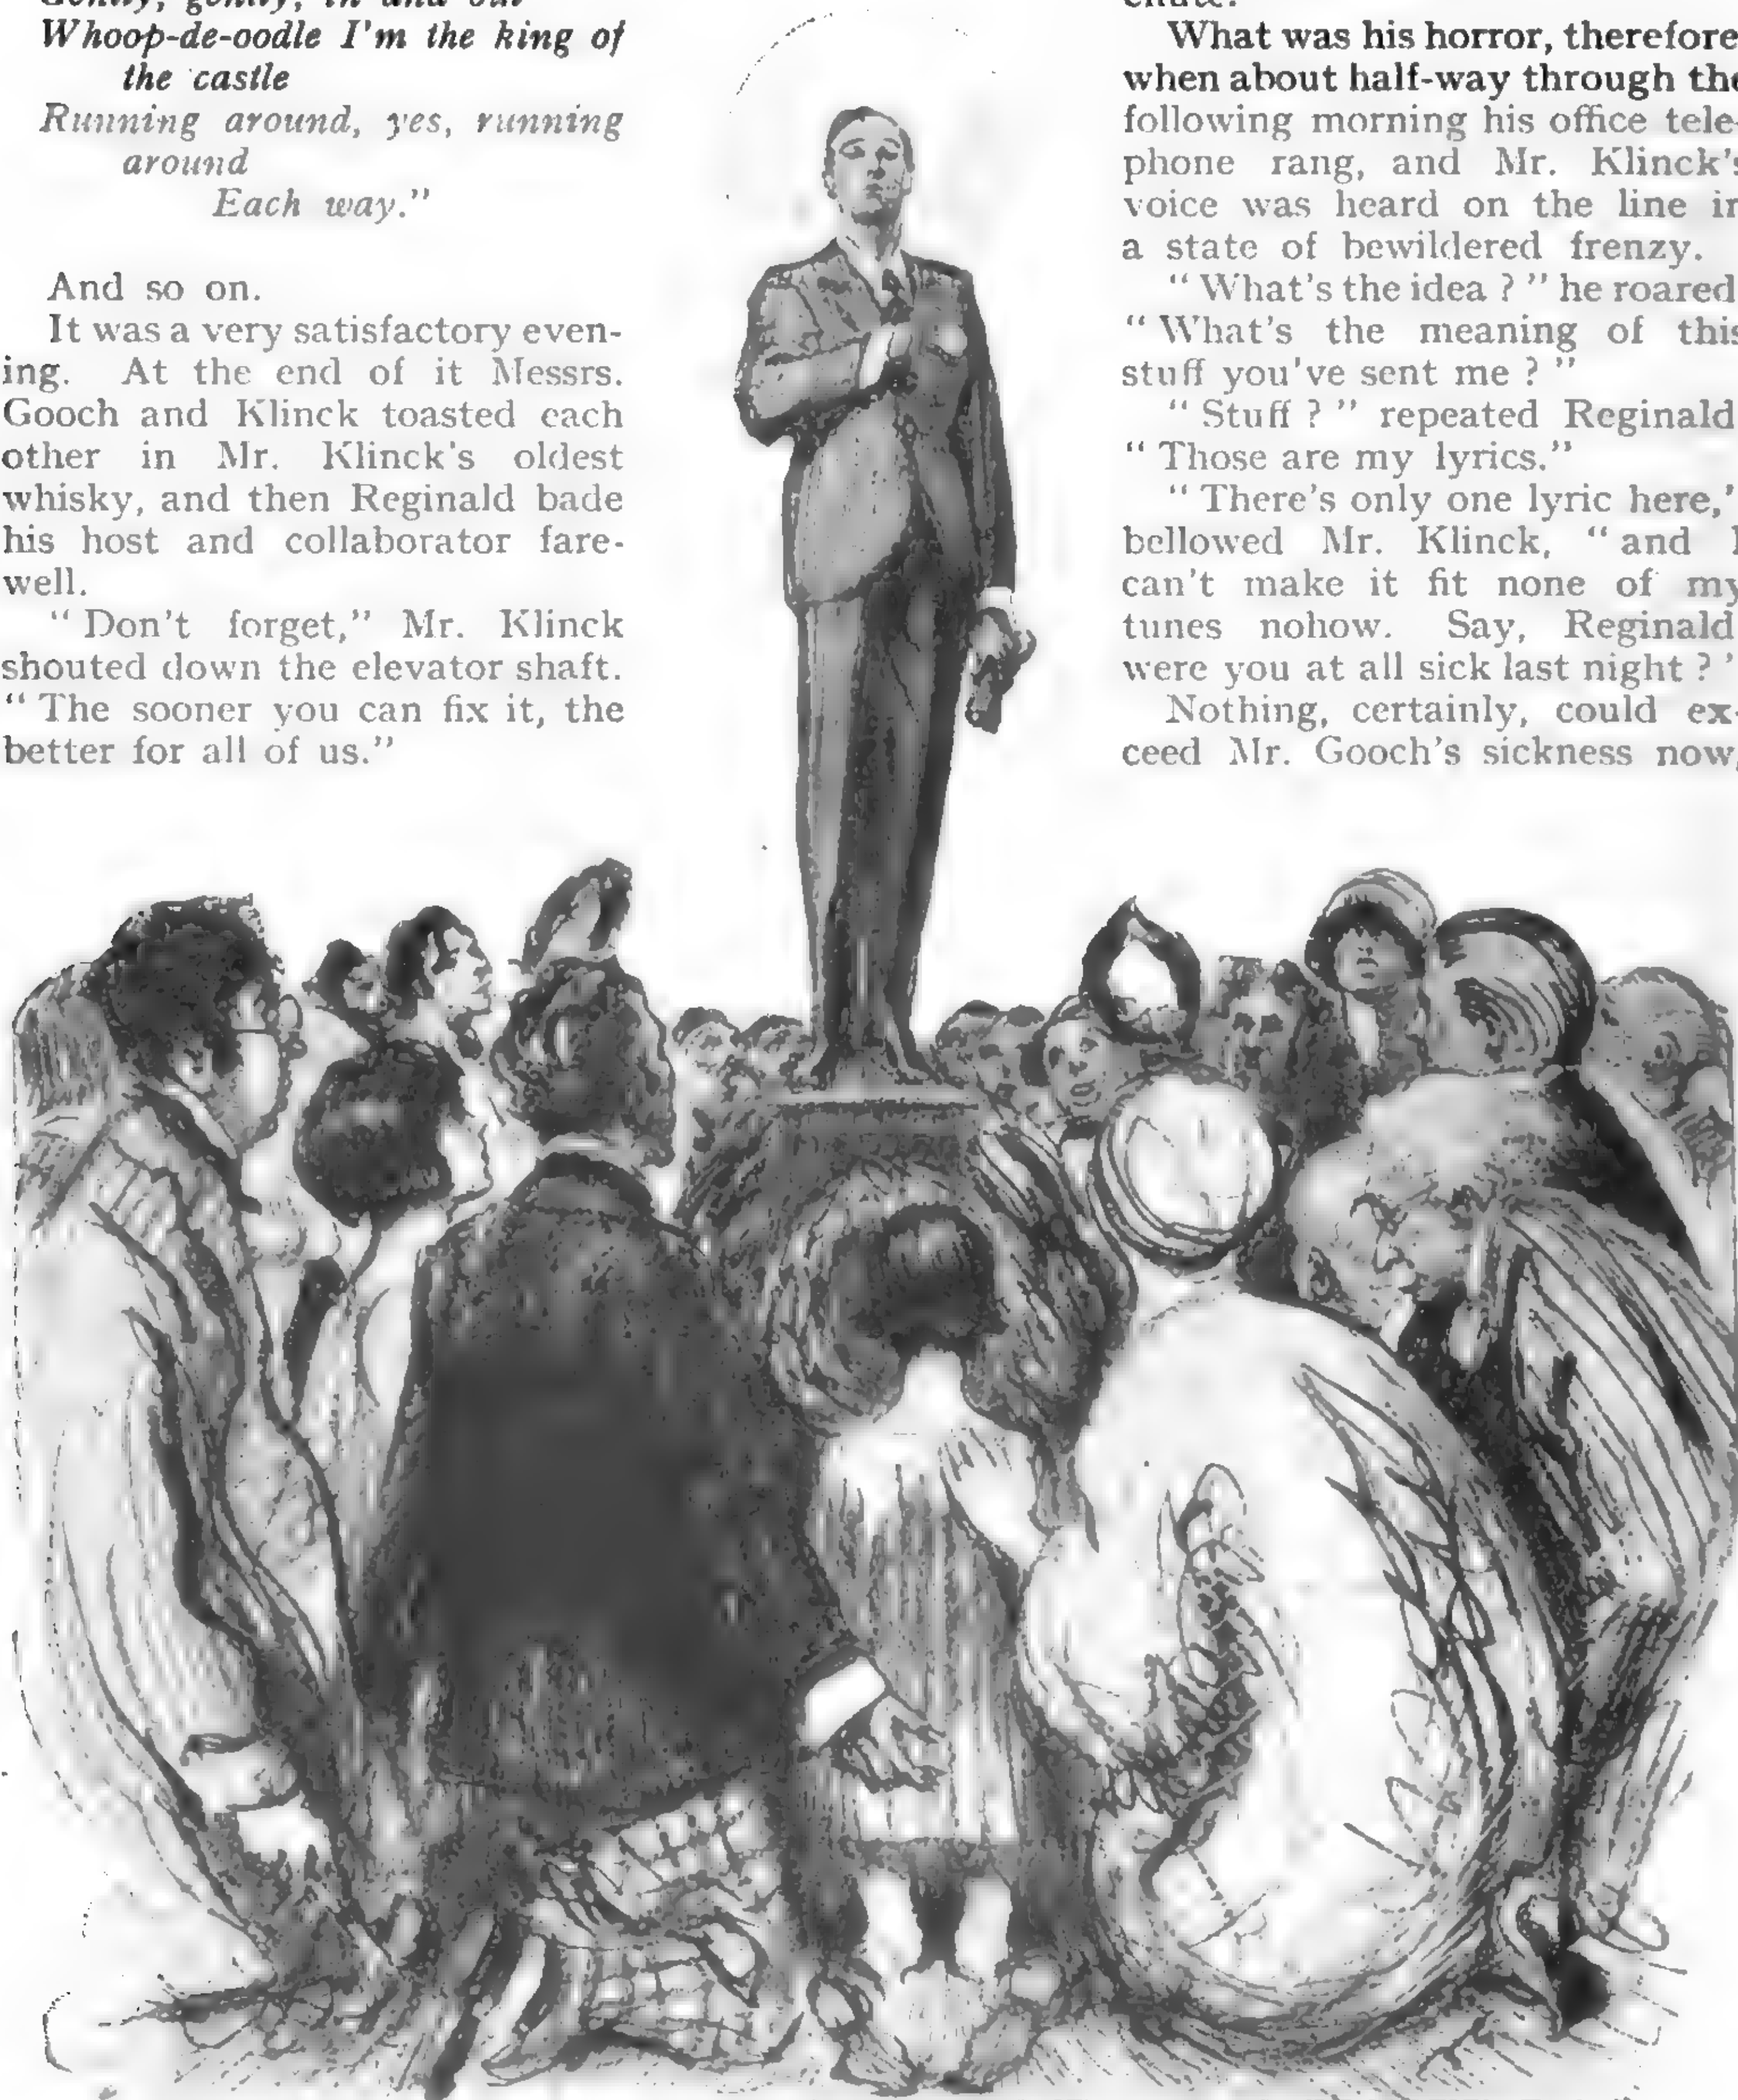 Whoop-de-oodle I'm the king of
the castle
Running around, yes, running
around
Each way."
And so on.
It was a very satisfactory even-
ing. At the end of it Messrs.
Gooch and Klinck toasted each
other in Mr. Klinck's oldest
whisky, and then Reginald bade
his host and collaborator fare-
well.
"Don't forget," Mr. Klinck
shouted down the elevator shaft.
"The sooner you can fix it, the
better for all of us."
What was his horror, therefore
when about half-way through the
following morning his office tele-
phone rang, and Mr. Klinck's
voice was heard on the line in
a state of bewildered frenzy.
"What's the idea?" he roared
"What's the meaning of this
stuff you've sent me?"
"Stuff?" repeated Reginald
"Those are my lyrics."
"There's only one lyric here,'
bellowed Mr. Klinck, "and I
can't make it fit none of my
tunes nohow. Say, Reginald
were you at all sick last night?'
Nothing, certainly, could ex-
ceed Mr. Gooch's sickness now,